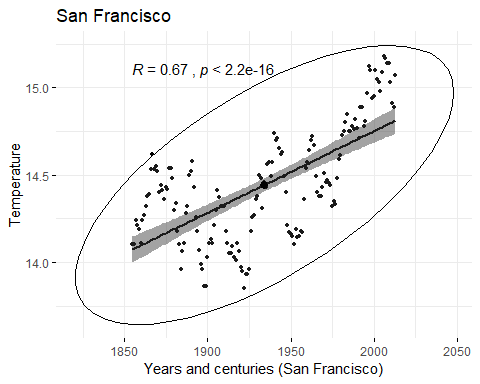 San Francisco
R = 0.67 , p < 2.2e-16
15.0
14.5
14.0
Temperature
1850 1900 1950 2000 2050
Years and centuries (San Francisco)